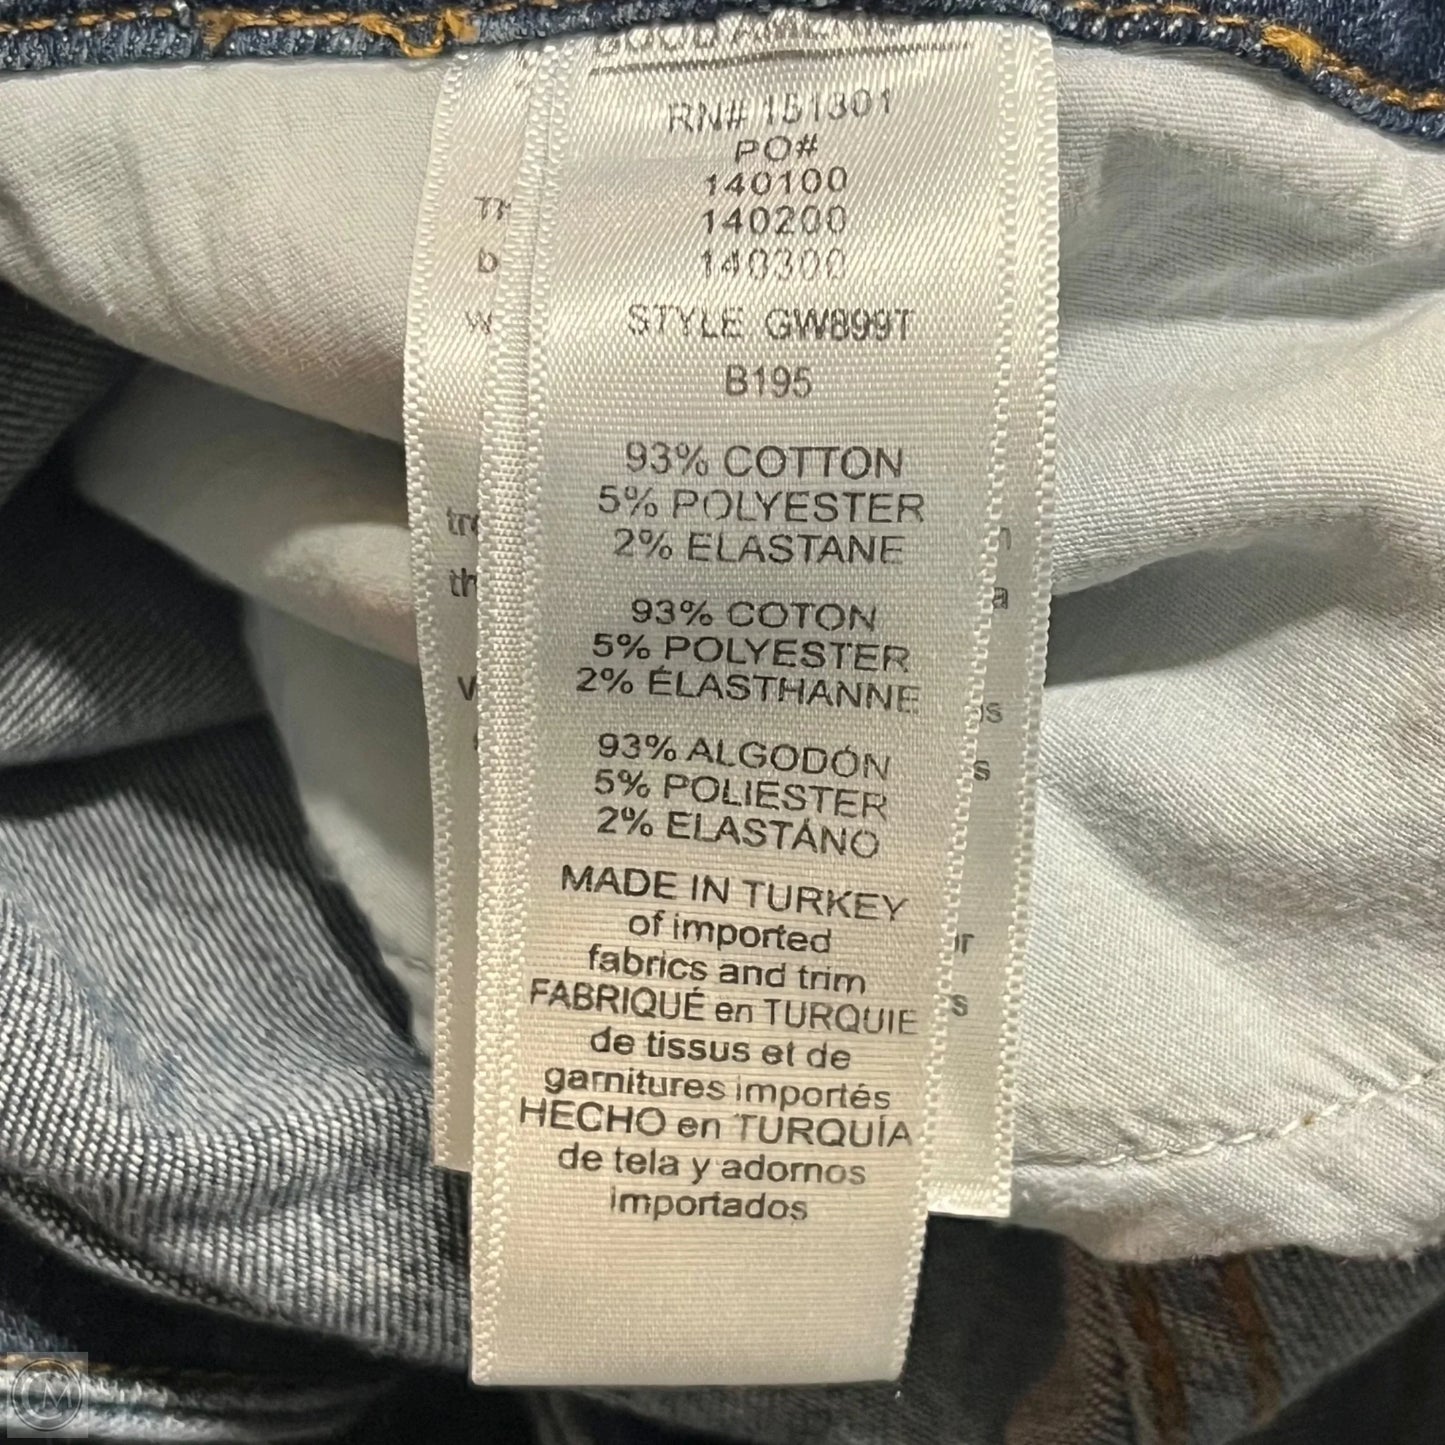 RN# 151301
PO#
140100
140200
140300
STYLE GW899T
B195
93% COTTON
5% POLYESTER
2% ELASTANE
93% COTON
5% POLYESTER
2% ÉLASTHANNE
93% ALGODÓN
5% POLIÉSTER
2% ELASTANO
MADE IN TURKEY
of imported
fabrics and trim
FABRIQUÉ en TURQUIE
de tissus et de
garnitures importés
HECHO en TURQUÍA
de tela y adornos
importados